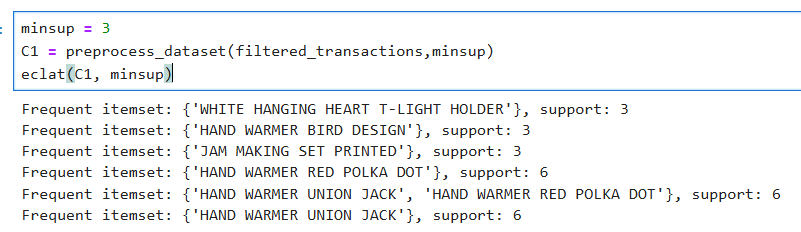 minsup = 3
C1 = preprocess_dataset(filtered_transactions,minsup)
eclat(C1, minsup)
Frequent itemset: {'WHITE HANGING HEART T-LIGHT HOLDER'}, support: 3
Frequent itemset: {'HAND WARMER BIRD DESIGN'}, support: 3
Frequent itemset: {'JAM MAKING SET PRINTED'}, support: 3
Frequent itemset: {'HAND WARMER RED POLKA DOT'}, support: 6
Frequent itemset: {'HAND WARMER UNION JACK', 'HAND WARMER RED POLKA DOT'}, support: 6
Frequent itemset: {'HAND WARMER UNION JACK'}, support: 6